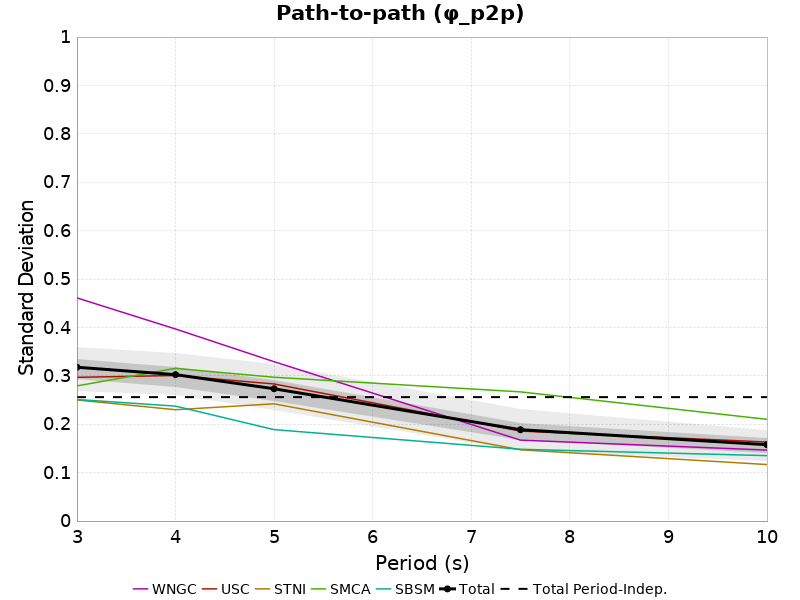 Path-to-path (φ_p2p)
Standard Deviation
1
0.9
0.8
0.7
0.6
0.5
0.4
0.3
0.2
0.1
0
3 4 5 6 7 8 9 10
Period (s)
WNGC USC STNI SMCA SBSM Total Total Period-Indep.